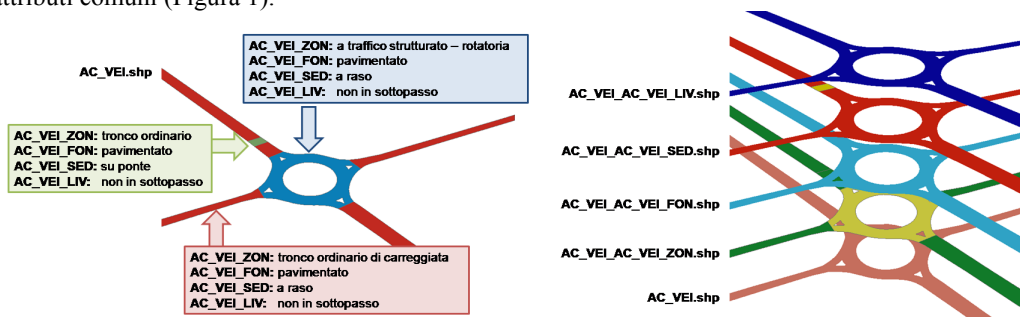 attributi comuni (Figura 1).
AC_VEI.shp
AC_VEI_ZON: a traffico strutturato – rotatoria
AC_VEI_FON: pavimentato
AC_VEI_SED: a raso
AC_VEI_LIV: non in sottopasso
AC_VEI_ZON: tronco ordinario
AC_VEI_FON: pavimentato
AC_VEI_SED: su ponte
AC_VEI_LIV: non in sottopasso
AC_VEI_ZON: tronco ordinario di carreggiata
AC_VEI_FON: pavimentato
AC_VEI_SED: a raso
AC_VEI_LIV: non in sottopasso
AC_VEI_AC_VEI_LIV.shp
AC_VEI_AC_VEI_SED.shp
AC_VEI_AC_VEI_FON.shp
AC_VEI_AC_VEI_ZON.shp
AC_VEI.shp